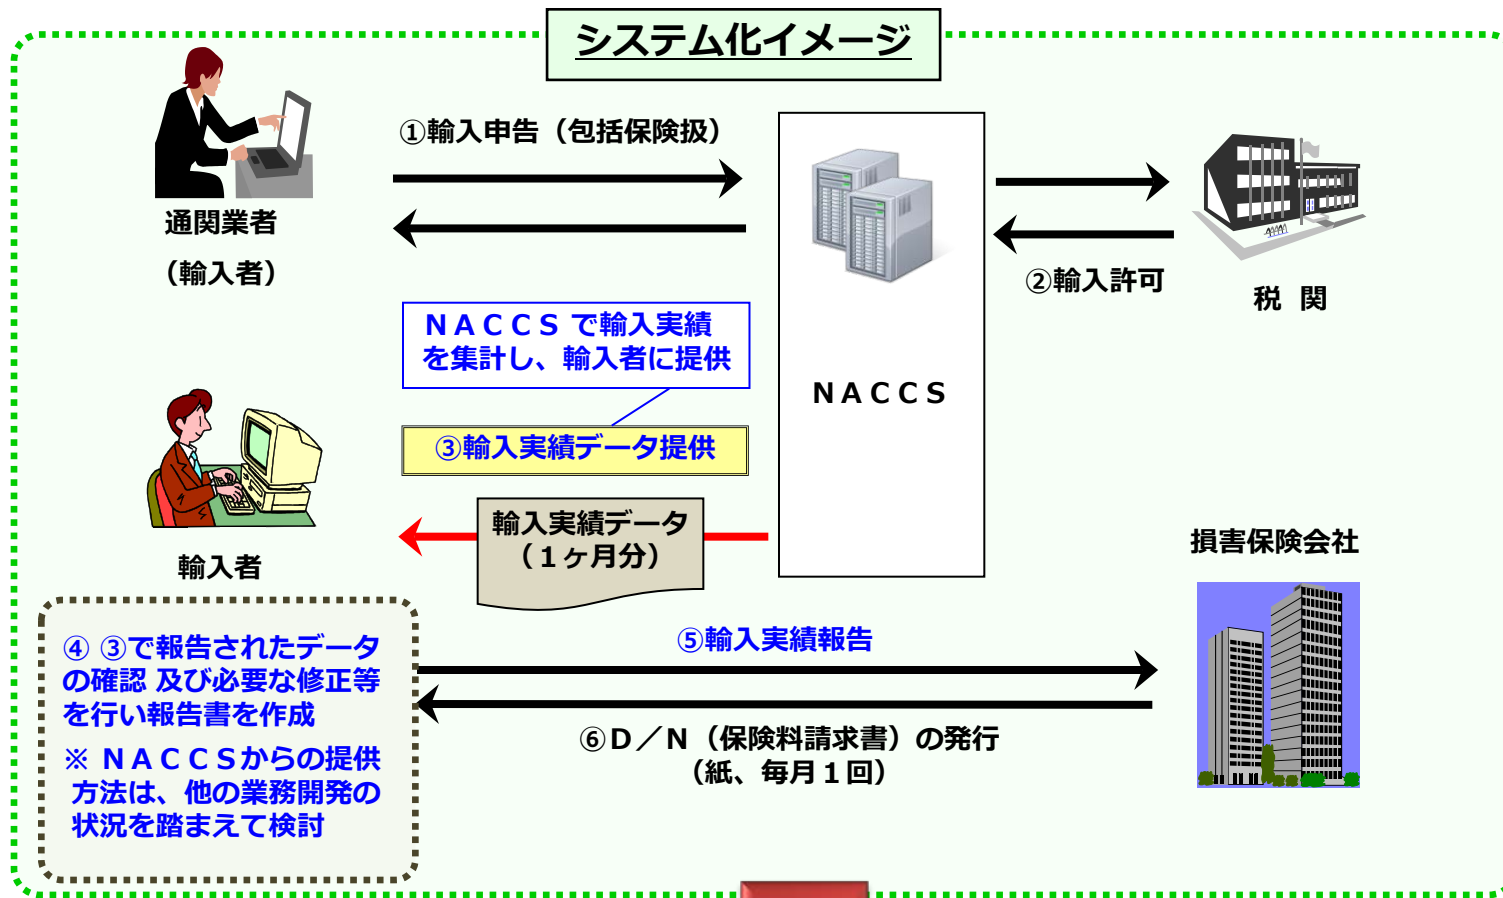 システム化イメージ
①輸入申告（包括保険扱）
通関業者
（輸入者）
②輸入許可
税 関
ＮＡＣＣＳ で輸入実績
を集計し、輸入者に提供
ＮＡＣＣＳ
③輸入実績データ提供
輸入実績データ
（１ヶ月分）
輸入者
損害保険会社
④ ③で報告されたデータ
の確認 及び必要な修正等
を行い報告書を作成
※ ＮＡＣＣＳからの提供
方法は、他の業務開発の
状況を踏まえて検討
⑤輸入実績報告
⑥Ｄ／Ｎ（保険料請求書）の発行
（紙、毎月１回）